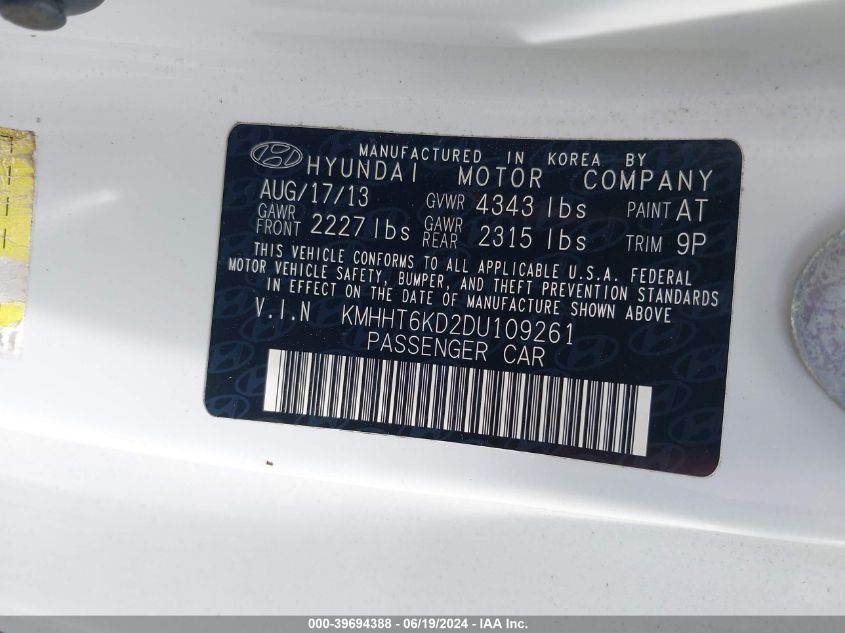 MANUFACTURED IN KOREA BY
HYUNDAI MOTOR COMPANY
AUG/17/13 GVWR 4343 lbs PAINT AT
GAWR FRONT 2227 lbs GAWR REAR 2315 lbs TRIM 9P
THIS VEHICLE CONFORMS TO ALL APPLICABLE U.S.A. FEDERAL
MOTOR VEHICLE SAFETY, BUMPER, AND THEFT PREVENTION STANDARDS
IN EFFECT ON THE DATE OF MANUFACTURE SHOWN ABOVE.
V.I.N KMHHT6KD2DU109261
PASSENGER CAR
000-39694388 - 06/19/2024 - IAA Inc.